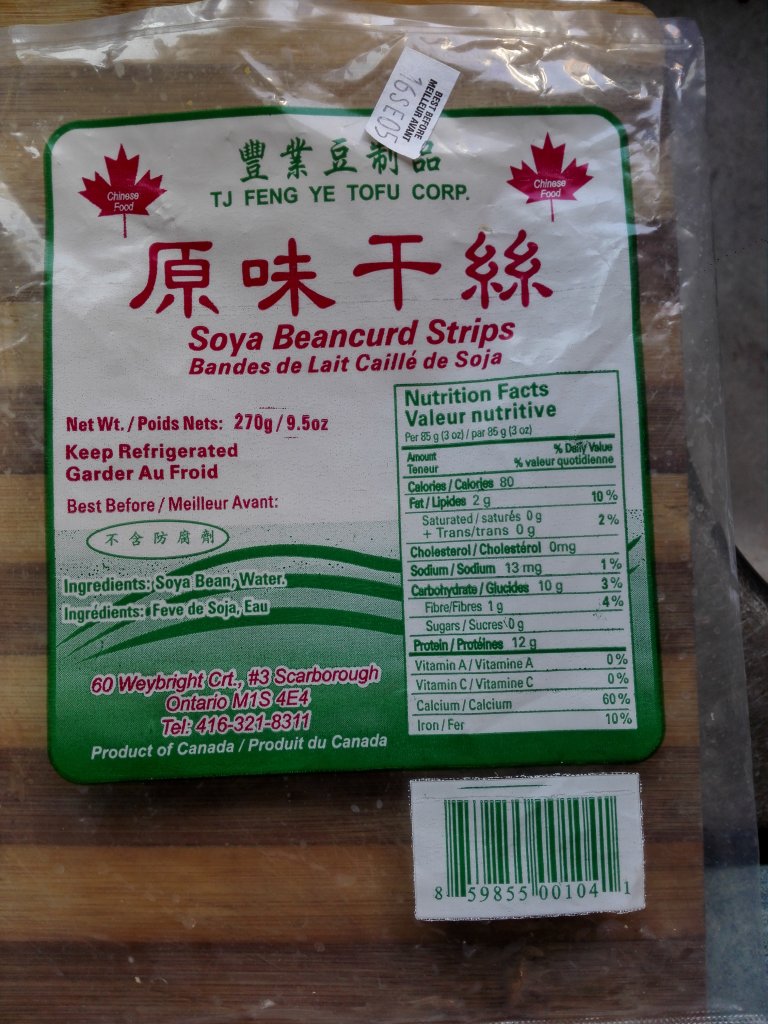 BEST BEFORE
MEILLEUR AVANT
16SE05
豐業豆制品
TJ FENG YE TOFU CORP.
Chinese
Food
Chinese
Food
原味干絲
Soya Beancurd Strips
Bandes de Lait Caillé de Soja
Net Wt. / Poids Nets: 270g / 9.5oz
Keep Refrigerated
Garder Au Froid
Best Before / Meilleur Avant:
不含防腐劑
Ingredients: Soya Bean, Water.
Ingrédients: Feve de Soja, Eau
60 Weybright Crt., #3 Scarborough
Ontario M1S 4E4
Tel: 416-321-8311
Product of Canada / Produit du Canada
Nutrition Facts
Valeur nutritive
Per 85 g (3 oz) / par 85 g (3 oz)
Amount % Daily Value
Teneur % valeur quotidienne
Calories / Calories 80
Fat / Lipides 2 g 10 %
Saturated / saturés 0 g 2 %
+ Trans/trans 0 g
Cholesterol / Cholestérol 0mg
Sodium / Sodium 13 mg 1 %
Carbohydrate / Glucides 10 g 3 %
Fibre/Fibres 1 g 4 %
Sugars / Sucres 0 g
Protein / Protéines 12 g
Vitamin A / Vitamine A 0 %
Vitamin C / Vitamine C 0 %
Calcium / Calcium 60 %
Iron / Fer 10 %
8 59855 00104 1